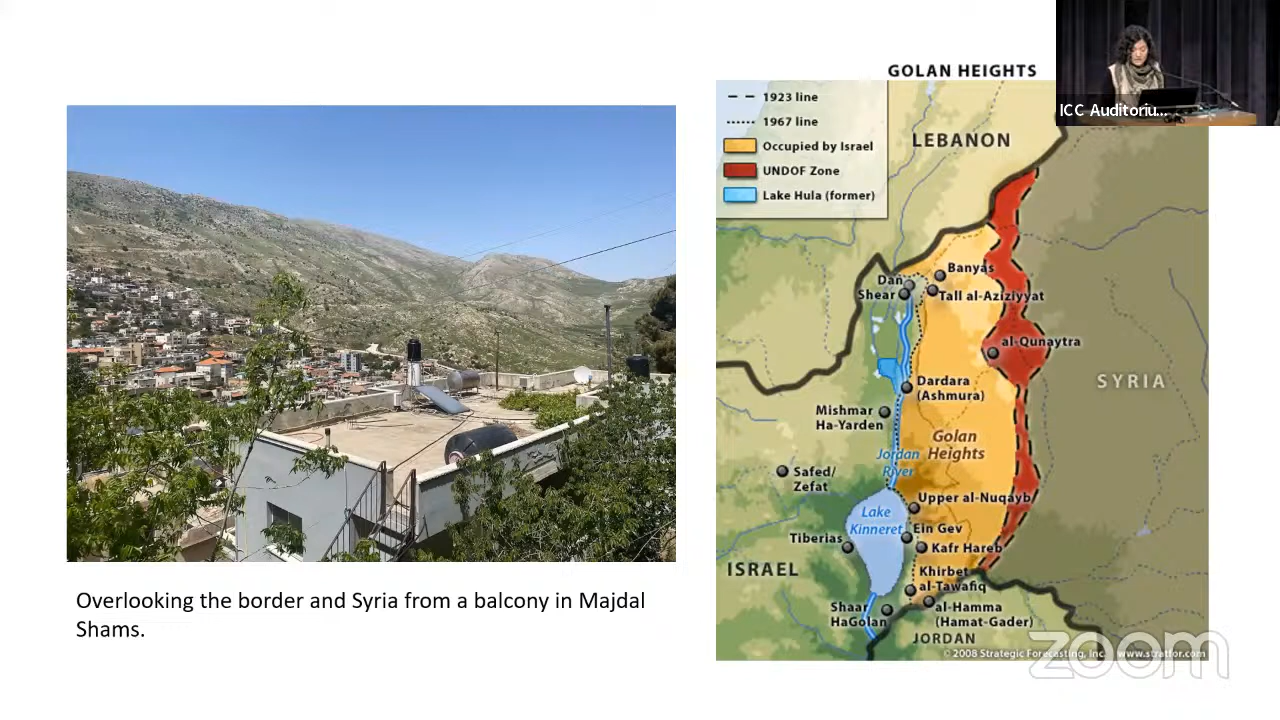 GOLAN HEIGHTS
ICC Auditoriu...
1923 line
1967 line
Occupied by Israel
UNDOF Zone
Lake Hula (former)
LEBANON
Banyas
Dan
Shear
Tall al-Aziziyyat
al-Qunaytra
SYRIA
Dardara
(Ashmura)
Mishmar
Ha-Yarden
Golan
Heights
Jordan
River
Safed/
Zefat
Upper al-Nuqayb
Lake
Kinneret
Ein Gev
Tiberias
Kafr Hareb
ISRAEL
Khirbet
al-Tawafiq
Shaar
HaGolan
al-Hamma
(Hamat-Gader)
JORDAN
© 2008 Strategic Forecasting, Inc. www.stratfor.com
zoom
Overlooking the border and Syria from a balcony in Majdal
Shams.